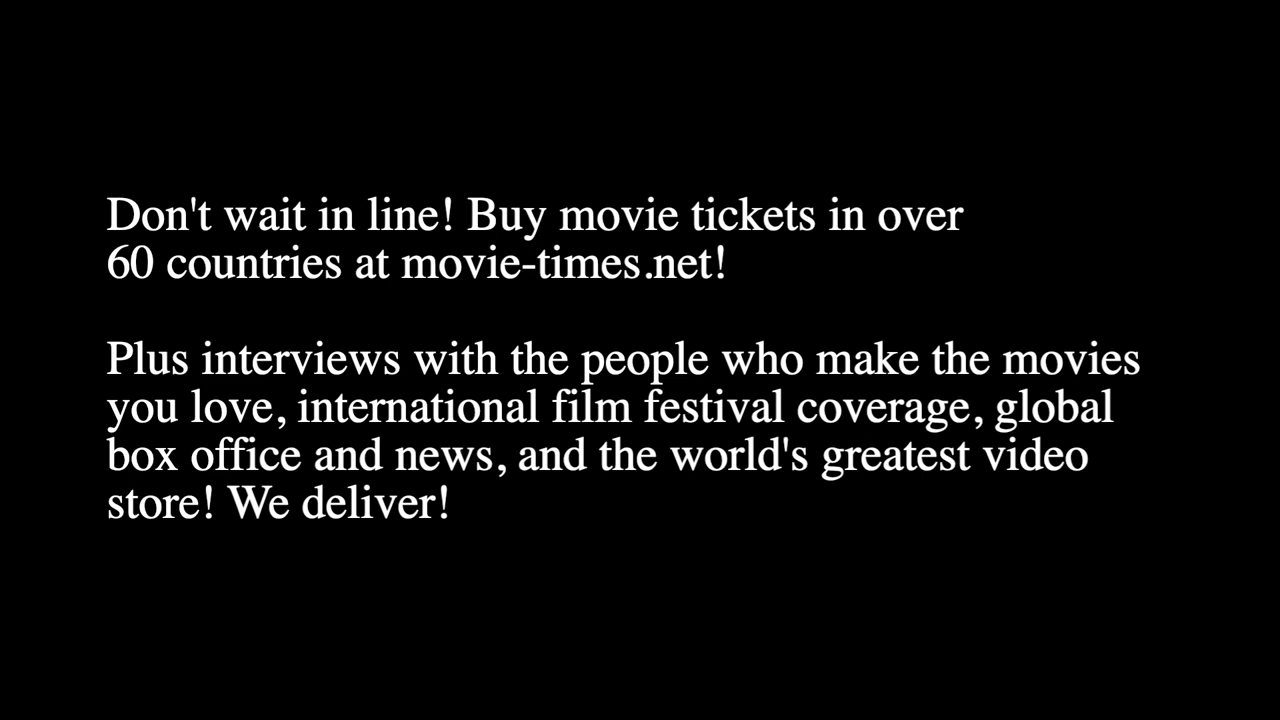 Don't wait in line! Buy movie tickets in over
60 countries at movie-times.net!
Plus interviews with the people who make the movies
you love, international film festival coverage, global
box office and news, and the world's greatest video
store! We deliver!